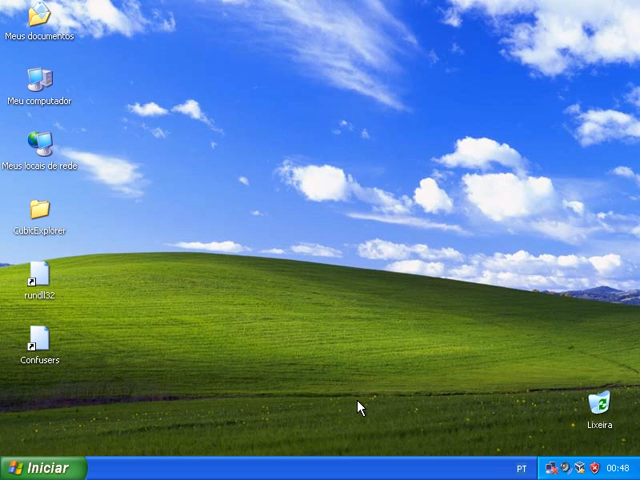 Meus documentos
Meu computador
Meus locais de rede
CubicExplorer
rundll32
Confusers
Lixeira
Iniciar
PT
00:48